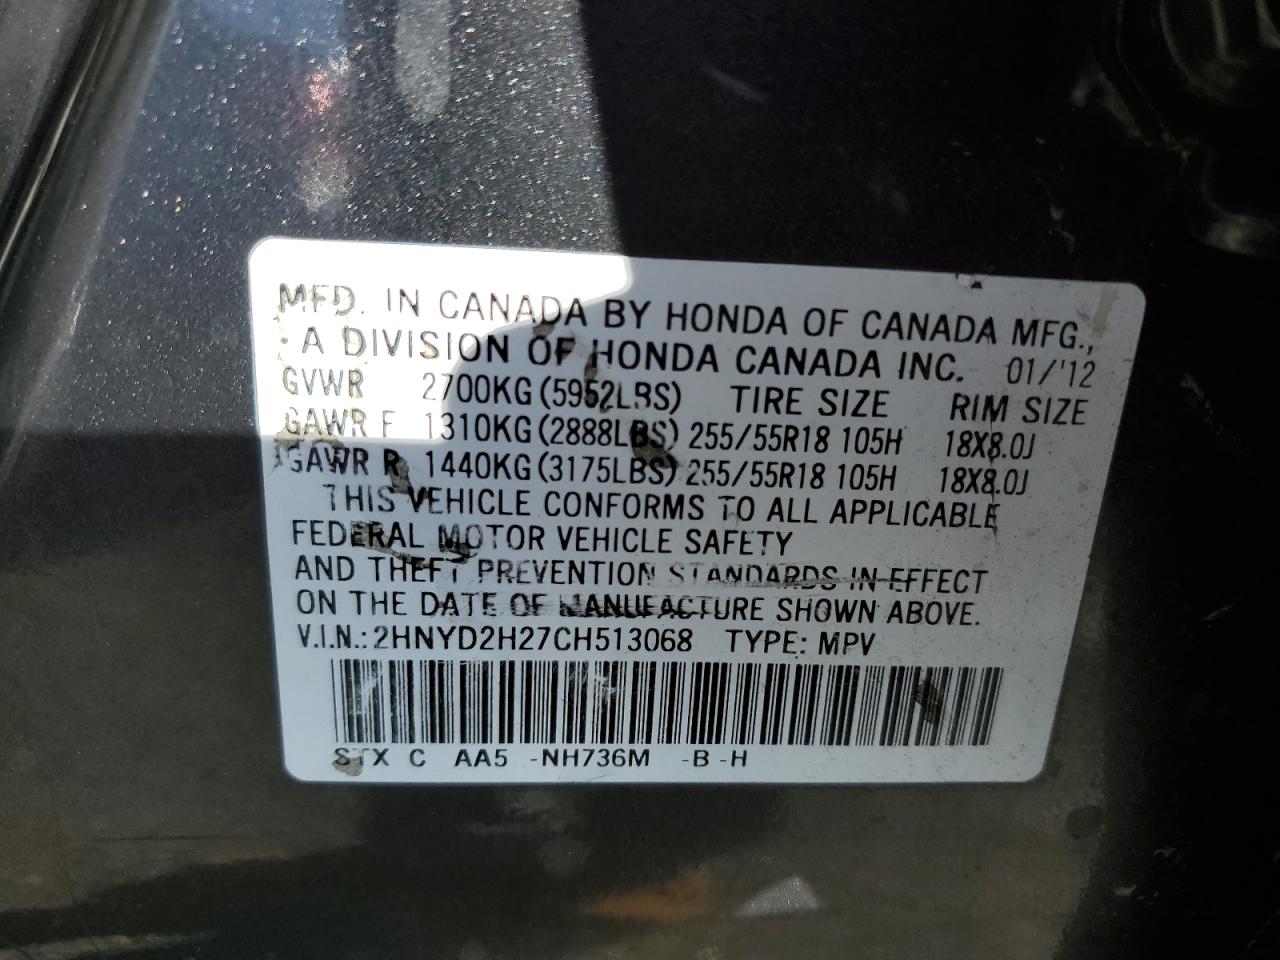 MFD. IN CANADA BY HONDA OF CANADA MFG.,
A DIVISION OF HONDA CANADA INC. 01/'12
GVWR 2700KG (5952LBS) TIRE SIZE RIM SIZE
GAWR F 1310KG (2888LBS) 255/55R18 105H 18X8.0J
GAWR R 1440KG (3175LBS) 255/55R18 105H 18X8.0J
THIS VEHICLE CONFORMS TO ALL APPLICABLE
FEDERAL MOTOR VEHICLE SAFETY
AND THEFT PREVENTION STANDARDS IN EFFECT
ON THE DATE OF MANUFACTURE SHOWN ABOVE.
V.I.N.: 2HNYD2H27CH513068 TYPE: MPV
STX C AA5 -NH736M -B -H